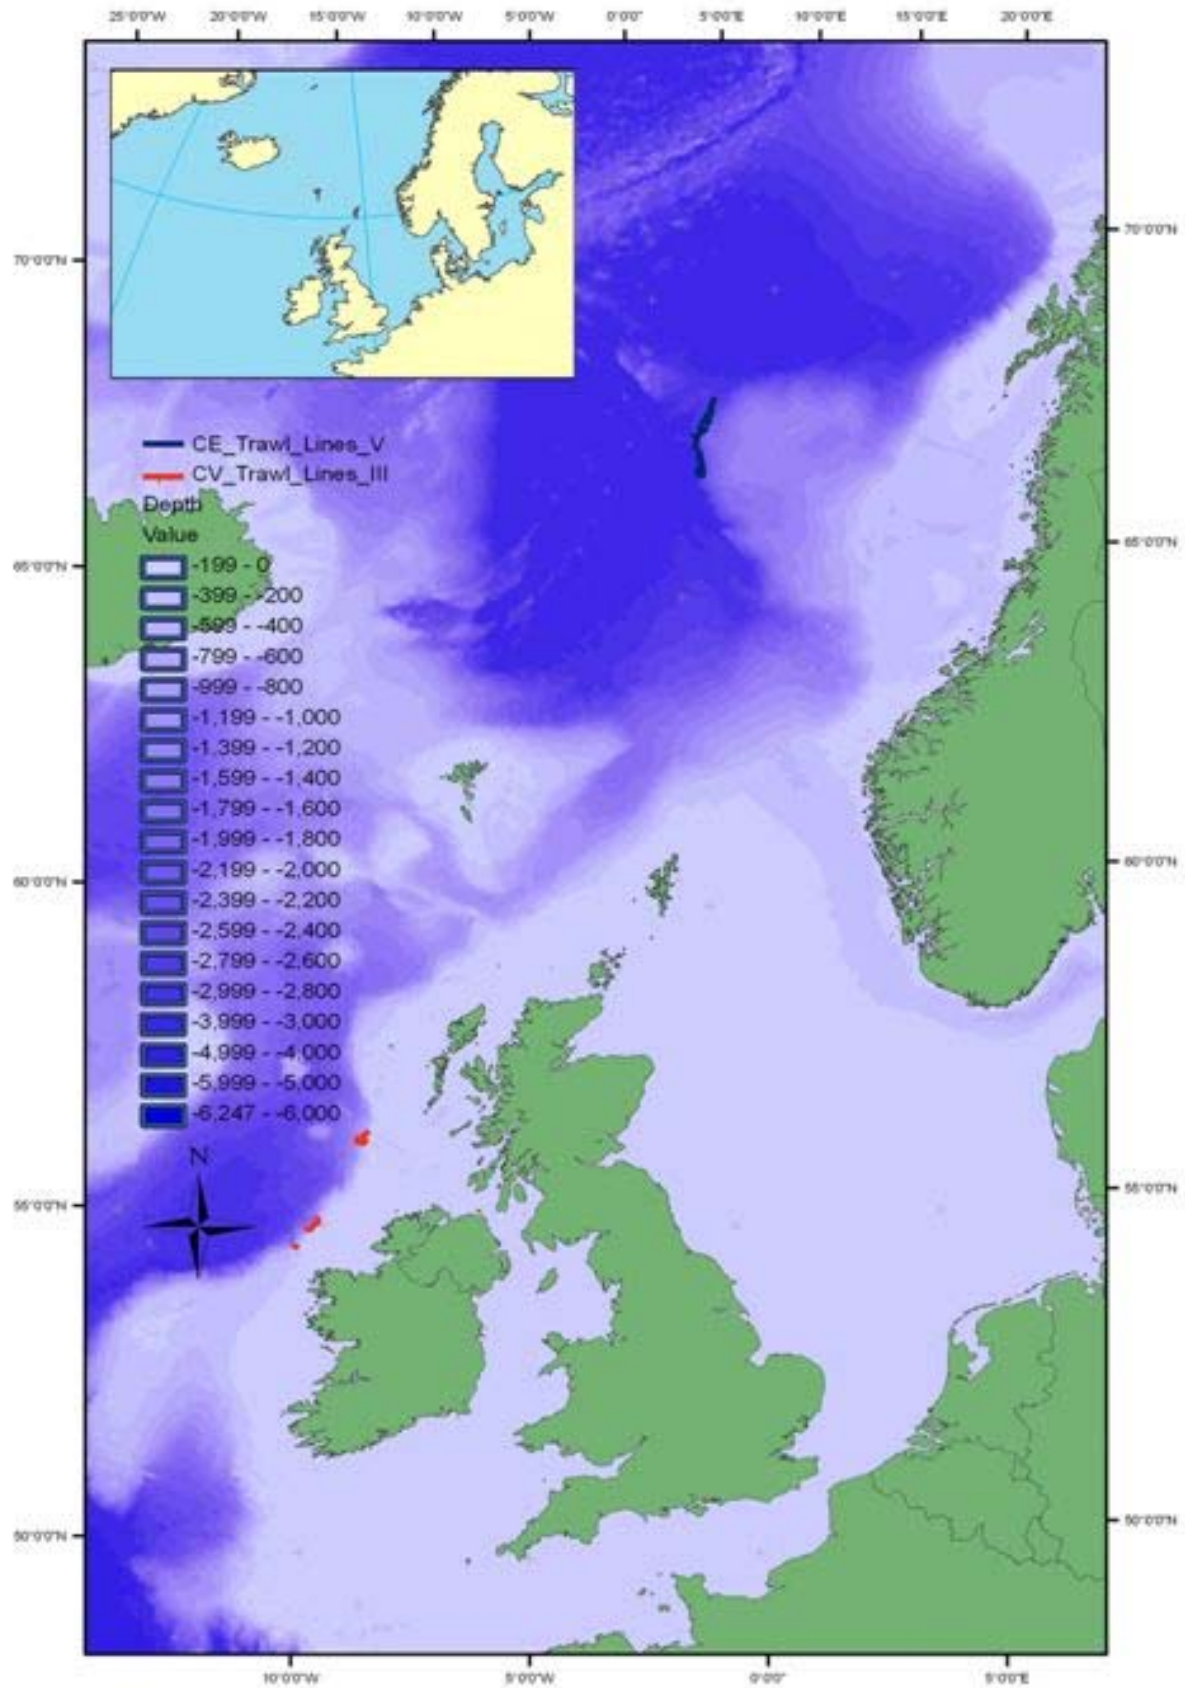 25°0'0"W 20°0'0"W 15°0'0"W 10°0'0"W 5°0'0"W 0°0'0" 5°0'0"E 10°0'0"E 15°0'0"E 20°0'0"E
70°0'0"N
70°0'0"N
CE_Trawl_Lines_V
CV_Trawl_Lines_III
Depth
Value
65°0'0"N
65°0'0"N
-199 - 0
-399 - -200
-599 - -400
-799 - -600
-999 - -800
-1,199 - -1,000
-1,399 - -1,200
-1,599 - -1,400
-1,799 - -1,600
-1,999 - -1,800
-2,199 - -2,000
-2,399 - -2,200
-2,599 - -2,400
-2,799 - -2,600
-2,999 - -2,800
-3,999 - -3,000
-4,999 - -4,000
-5,999 - -5,000
-6,247 - -6,000
60°0'0"N
60°0'0"N
N
55°0'0"N
55°0'0"N
50°0'0"N
50°0'0"N
10°0'0"W 5°0'0"W 0°0'0" 5°0'0"E